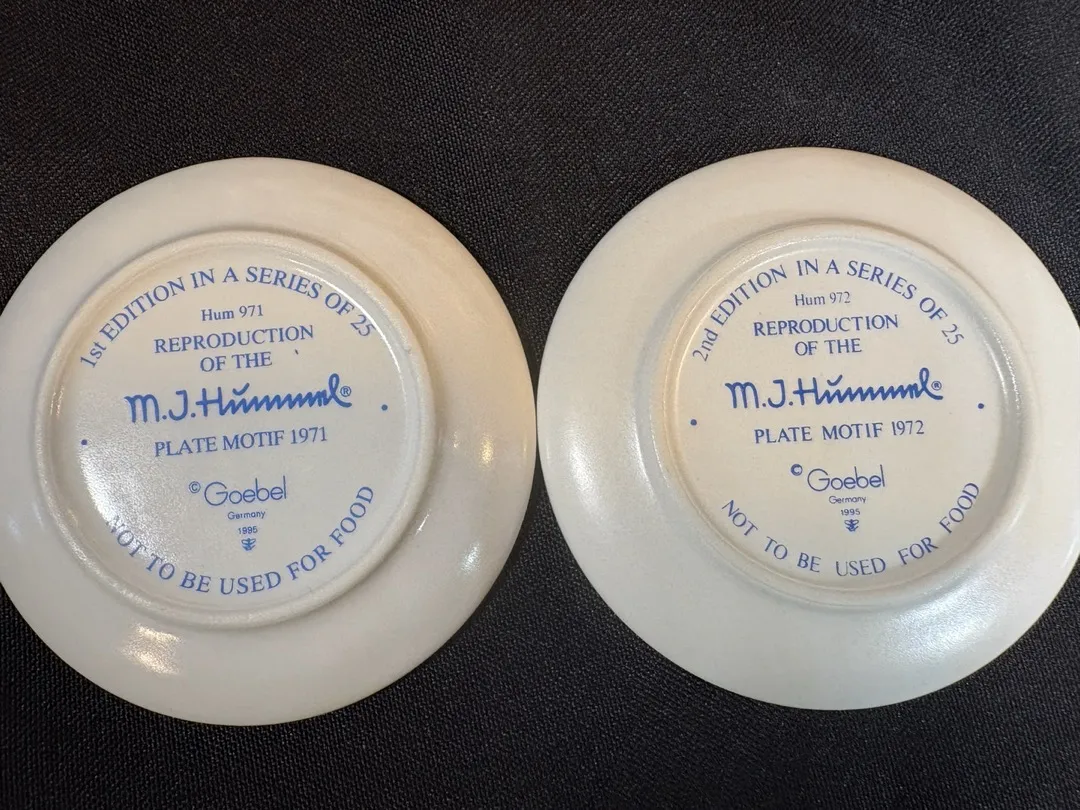 1st EDITION IN A SERIES OF 25
Hum 971
REPRODUCTION
OF THE
M.J.Hummel®
PLATE MOTIF 1971
© Goebel
Germany
1995
NOT TO BE USED FOR FOOD
2nd EDITION IN A SERIES OF 25
Hum 972
REPRODUCTION
OF THE
M.J.Hummel®
PLATE MOTIF 1972
© Goebel
Germany
1995
NOT TO BE USED FOR FOOD